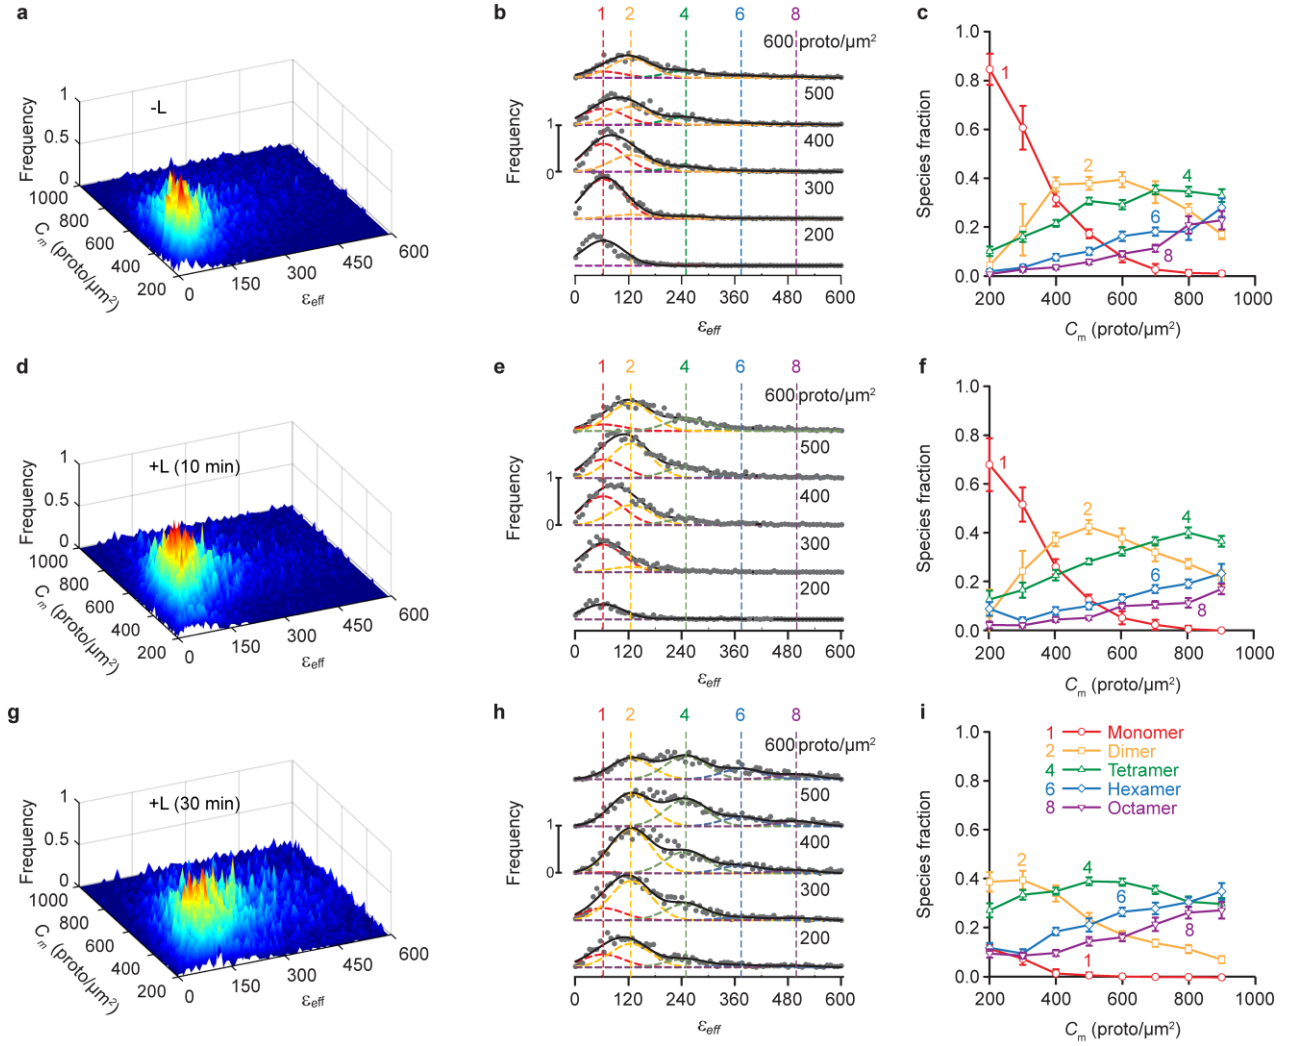 a
1
0.5
0
Frequency
-L
1000
800
600
400
200
C_m (proto/µm²)
0
150
300
450
600
ε_eff
b
1 2 4 6 8
600 proto/µm²
500
400
300
200
1
0
Frequency
0 120 240 360 480 600
ε_eff
c
1.0
0.8
0.6
0.4
0.2
0.0
Species fraction
1
2
4
6
8
200 400 600 800 1000
C_m (proto/µm²)
d
1
0.5
0
Frequency
+L (10 min)
1000
800
600
400
200
C_m (proto/µm²)
0
150
300
450
600
ε_eff
e
1 2 4 6 8
600 proto/µm²
500
400
300
200
1
0
Frequency
0 120 240 360 480 600
ε_eff
f
1.0
0.8
0.6
0.4
0.2
0.0
Species fraction
1
2
4
6
8
200 400 600 800 1000
C_m (proto/µm²)
g
1
0.5
0
Frequency
+L (30 min)
1000
800
600
400
200
C_m (proto/µm²)
0
150
300
450
600
ε_eff
h
1 2 4 6 8
600 proto/µm²
500
400
300
200
1
0
Frequency
0 120 240 360 480 600
ε_eff
i
1.0
0.8
0.6
0.4
0.2
0.0
Species fraction
1 Monomer
2 Dimer
4 Tetramer
6 Hexamer
8 Octamer
2
4
6
8
1
200 400 600 800 1000
C_m (proto/µm²)